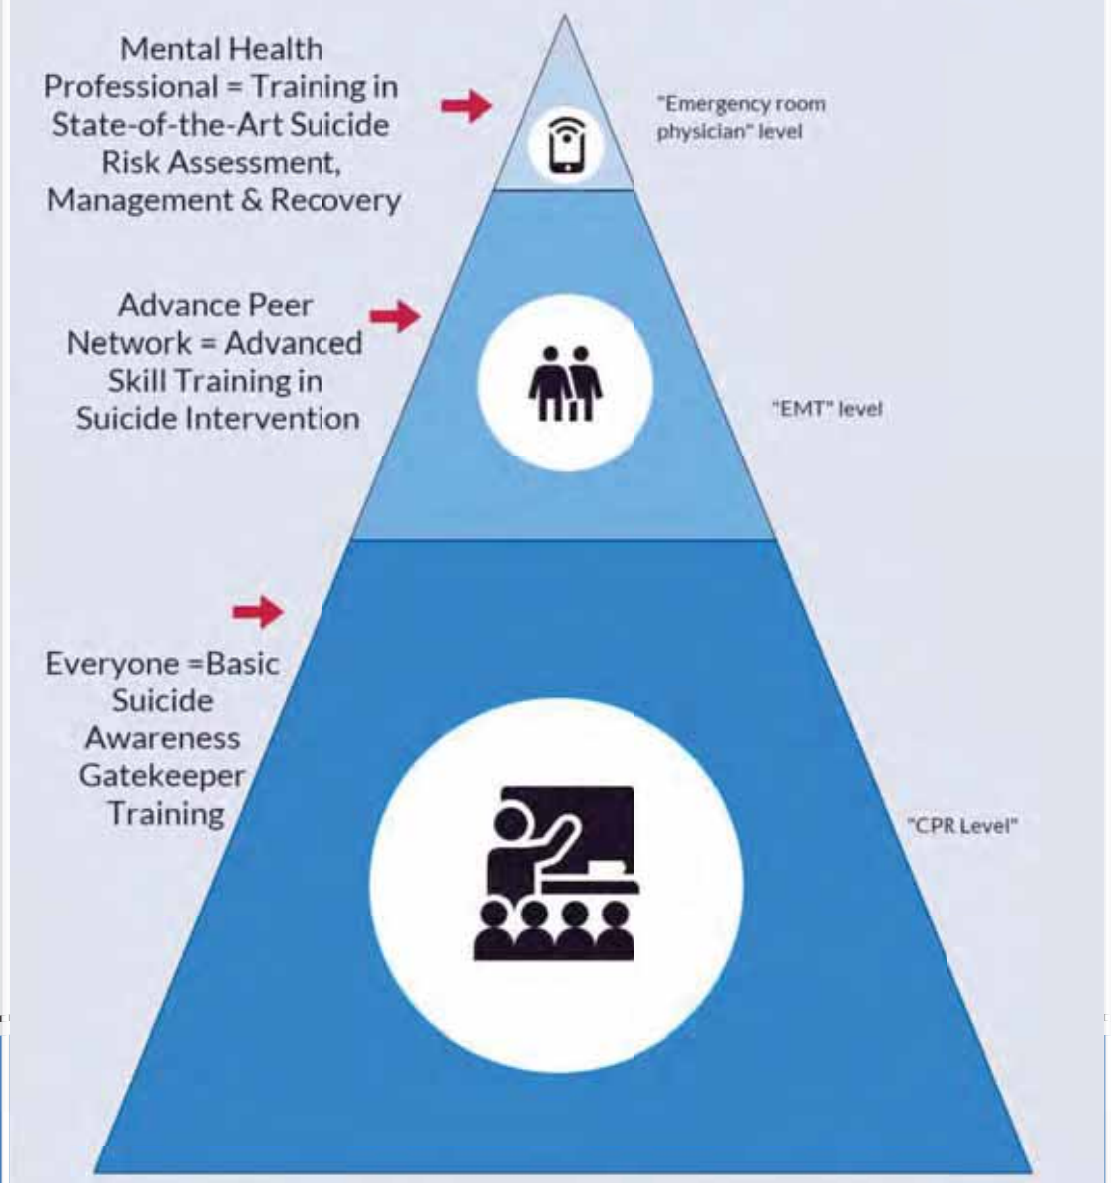 Mental Health
Professional = Training in
State-of-the-Art Suicide
Risk Assessment,
Management & Recovery
"Emergency room
physician" level
Advance Peer
Network = Advanced
Skill Training in
Suicide Intervention
"EMT" level
Everyone =Basic
Suicide
Awareness
Gatekeeper
Training
"CPR Level"